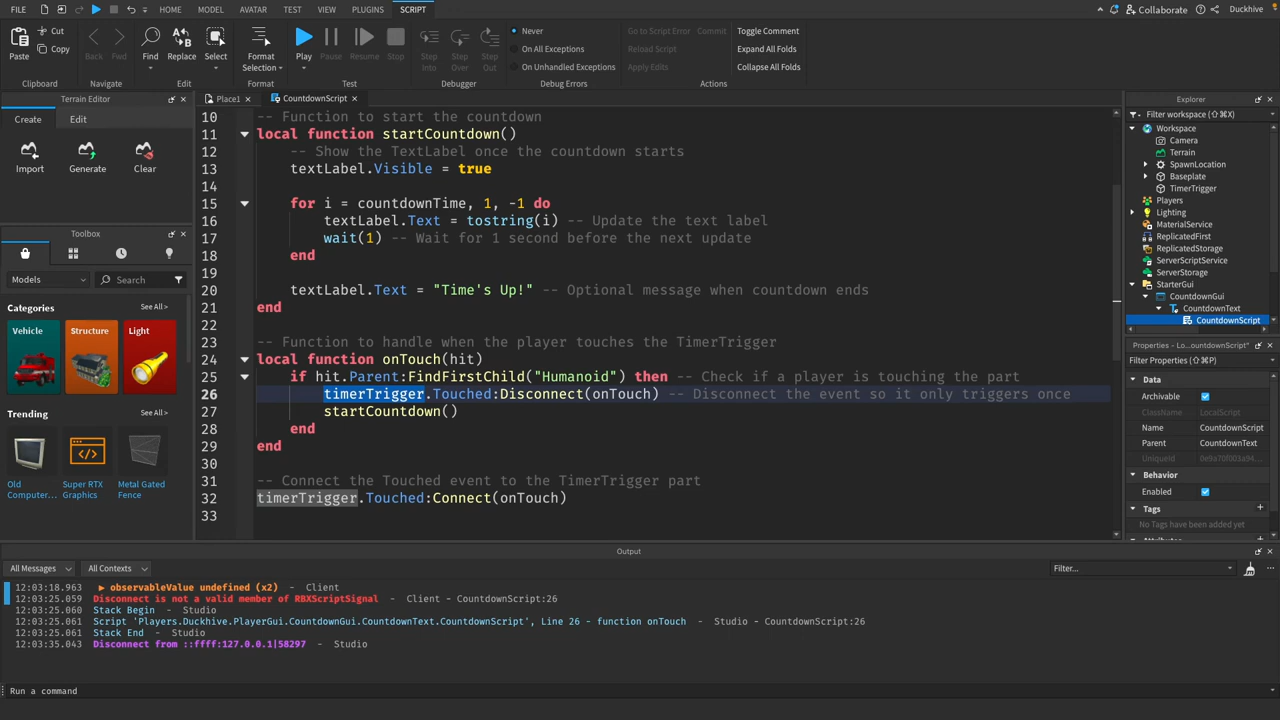 FILE HOME MODEL AVATAR TEST VIEW PLUGINS SCRIPT Collaborate Duckhive
Paste Cut Copy Back Fwd Find Replace Select Format Selection Play Pause Resume Stop Step Into Step Over Step Out
Never
On All Exceptions
On Unhandled Exceptions
Go to Script Error Commit
Reload Script
Apply Edits
Toggle Comment
Expand All Folds
Collapse All Folds
Clipboard Navigate Edit Format Test Debugger Debug Errors Actions
Terrain Editor
Create Edit
Import Generate Clear
Toolbox
Models Search
Categories See All >
Vehicle Structure Light
Trending See All >
Old Computer... Super RTX Graphics Metal Gated Fence
Place1 CountdownScript
10 -- Function to start the countdown
11 local function startCountdown()
12 -- Show the TextLabel once the countdown starts
13 textLabel.Visible = true
14
15 for i = countdownTime, 1, -1 do
16 textLabel.Text = tostring(i) -- Update the text label
17 wait(1) -- Wait for 1 second before the next update
18 end
19
20 textLabel.Text = "Time's Up!" -- Optional message when countdown ends
21 end
22
23 -- Function to handle when the player touches the TimerTrigger
24 local function onTouch(hit)
25 if hit.Parent:FindFirstChild("Humanoid") then -- Check if a player is touching the part
26 timerTrigger.Touched:Disconnect(onTouch) -- Disconnect the event so it only triggers once
27 startCountdown()
28 end
29 end
30
31 -- Connect the Touched event to the TimerTrigger part
32 timerTrigger.Touched:Connect(onTouch)
33
Explorer
Filter workspace (⇧⌘X)
Workspace
Camera
Terrain
SpawnLocation
Baseplate
TimerTrigger
Players
Lighting
MaterialService
ReplicatedFirst
ReplicatedStorage
ServerScriptService
ServerStorage
StarterGui
CountdownGui
CountdownText
CountdownScript
Properties - Lo...ountdownScript"
Filter Properties (⇧⌘P)
Data
Archivable
ClassName LocalScript
Name CountdownScript
Parent CountdownText
UniqueId
Behavior
Enabled
Tags
No Tags have been added yet
Output
All Messages All Contexts Filter...
12:03:18.963 ▶ observableValue undefined (x2) - Client
12:03:25.059 Disconnect is not a valid member of RBXScriptSignal - Client - CountdownScript:26
12:03:25.060 Stack Begin - Studio
12:03:25.061 Script 'Players.Duckhive.PlayerGui.CountdownGui.CountdownText.CountdownScript', Line 26 - function onTouch - Studio - CountdownScript:26
12:03:25.061 Stack End - Studio
12:03:35.043 Disconnect from ::ffff:127.0.0.1|58297 - Studio
Run a command